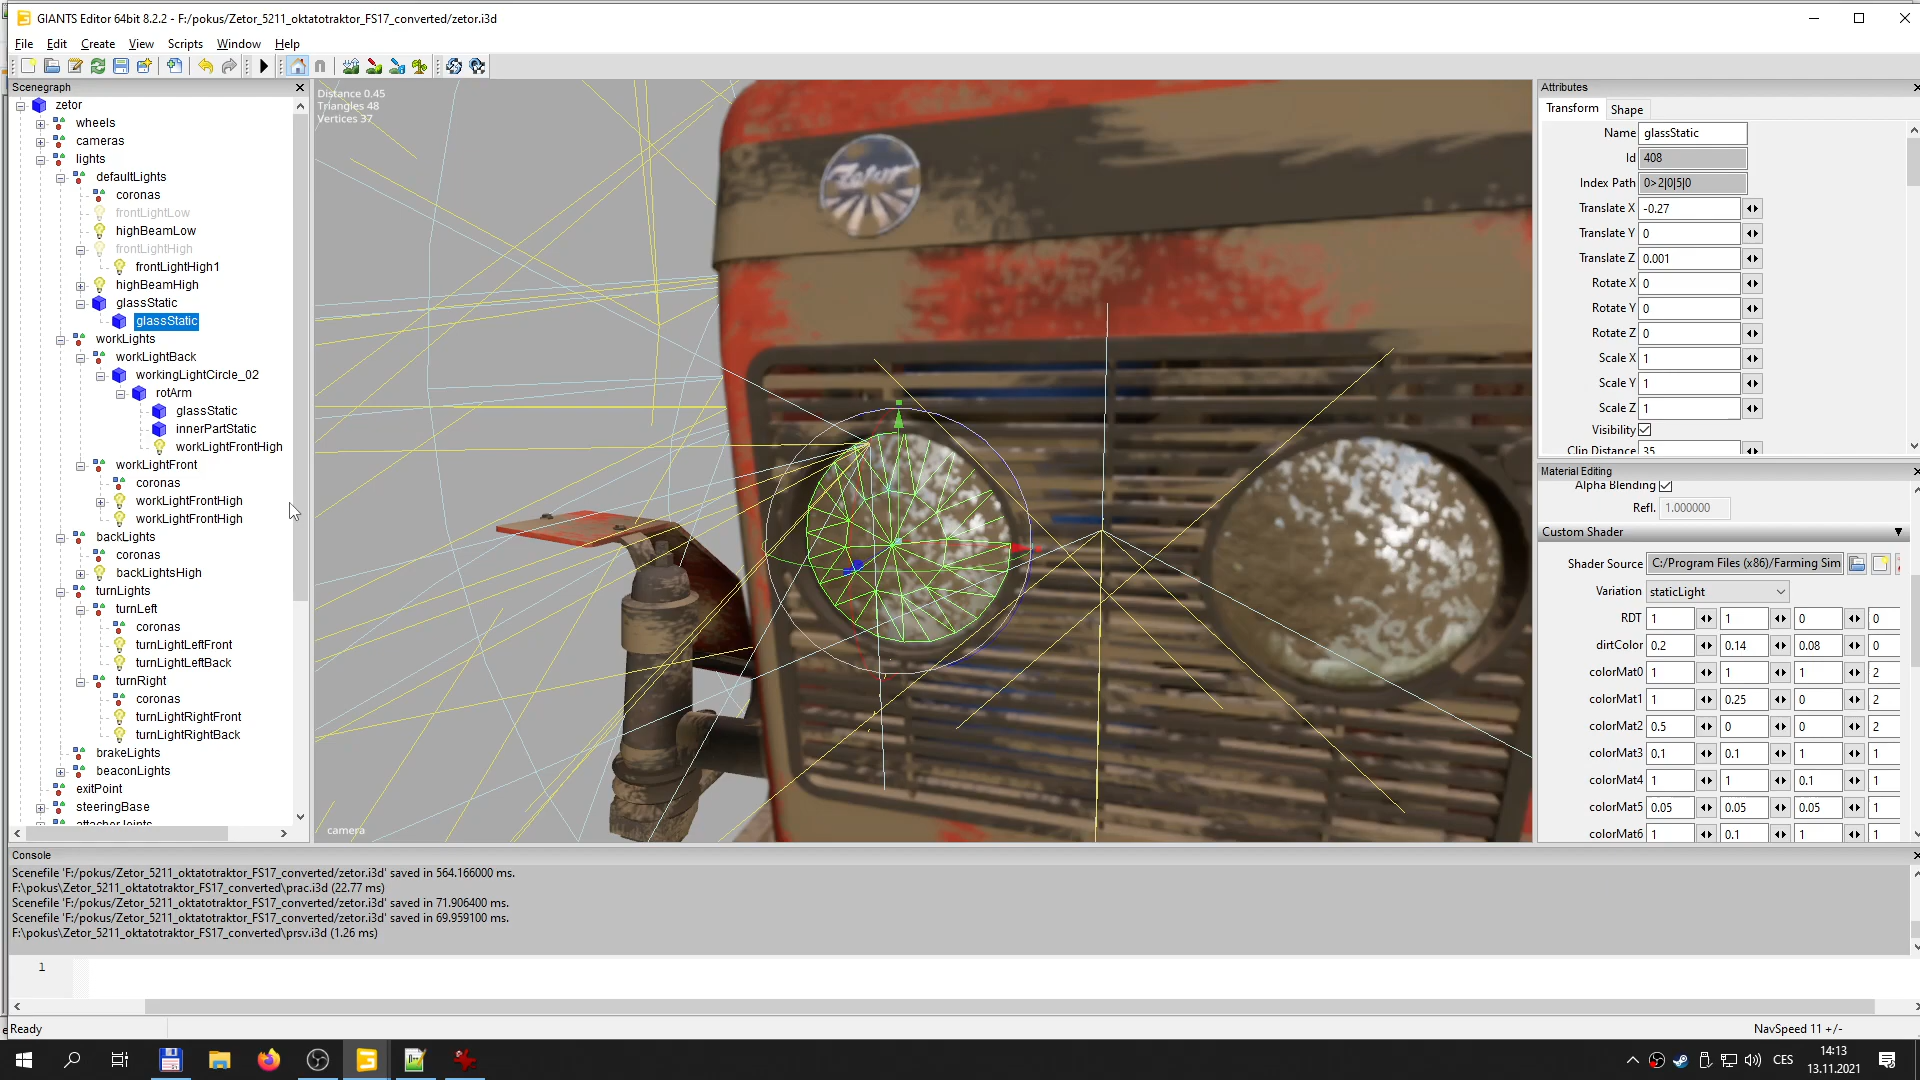 GIANTS Editor 64bit 8.2.2 - F:/pokus/Zetor_5211_oktatotraktor_FS17_converted/zetor.i3d
File Edit Create View Scripts Window Help
Scenegraph
zetor
wheels
cameras
lights
defaultLights
coronas
frontLightLow
highBeamLow
frontLightHigh
frontLightHigh1
highBeamHigh
glassStatic
glassStatic
workLights
workLightBack
workingLightCircle_02
rotArm
glassStatic
innerPartStatic
workLightFrontHigh
workLightFront
coronas
workLightFrontHigh
workLightFrontHigh
backLights
coronas
backLightsHigh
turnLights
turnLeft
coronas
turnLightLeftFront
turnLightLeftBack
turnRight
coronas
turnLightRightFront
turnLightRightBack
brakeLights
beaconLights
exitPoint
steeringBase
attacherJoints
Distance 0.45
Triangles 48
Vertices 37
Zetor
camera
Attributes
Transform Shape
Name glassStatic
Id 408
Index Path 0>2|0|5|0
Translate X -0.27
Translate Y 0
Translate Z 0.001
Rotate X 0
Rotate Y 0
Rotate Z 0
Scale X 1
Scale Y 1
Scale Z 1
Visibility
Clip Distance 35
Material Editing
Alpha Blending
Refl. 1.000000
Custom Shader
Shader Source C:/Program Files (x86)/Farming Sim
Variation staticLight
RDT 1 1 0 0
dirtColor 0.2 0.14 0.08 0
colorMat0 1 1 1 2
colorMat1 1 0.25 0 2
colorMat2 0.5 0 0 2
colorMat3 0.1 0.1 1 1
colorMat4 1 1 0.1 1
colorMat5 0.05 0.05 0.05 1
colorMat6 1 0.1 1 1
Console
Scenefile 'F:/pokus/Zetor_5211_oktatotraktor_FS17_converted/zetor.i3d' saved in 564.166000 ms.
F:\pokus\Zetor_5211_oktatotraktor_FS17_converted\prac.i3d (22.77 ms)
Scenefile 'F:/pokus/Zetor_5211_oktatotraktor_FS17_converted/zetor.i3d' saved in 71.906400 ms.
Scenefile 'F:/pokus/Zetor_5211_oktatotraktor_FS17_converted/zetor.i3d' saved in 69.959100 ms.
F:\pokus\Zetor_5211_oktatotraktor_FS17_converted\prsv.i3d (1.26 ms)
1
Ready
NavSpeed 11 +/-
CES
14:13
13.11.2021